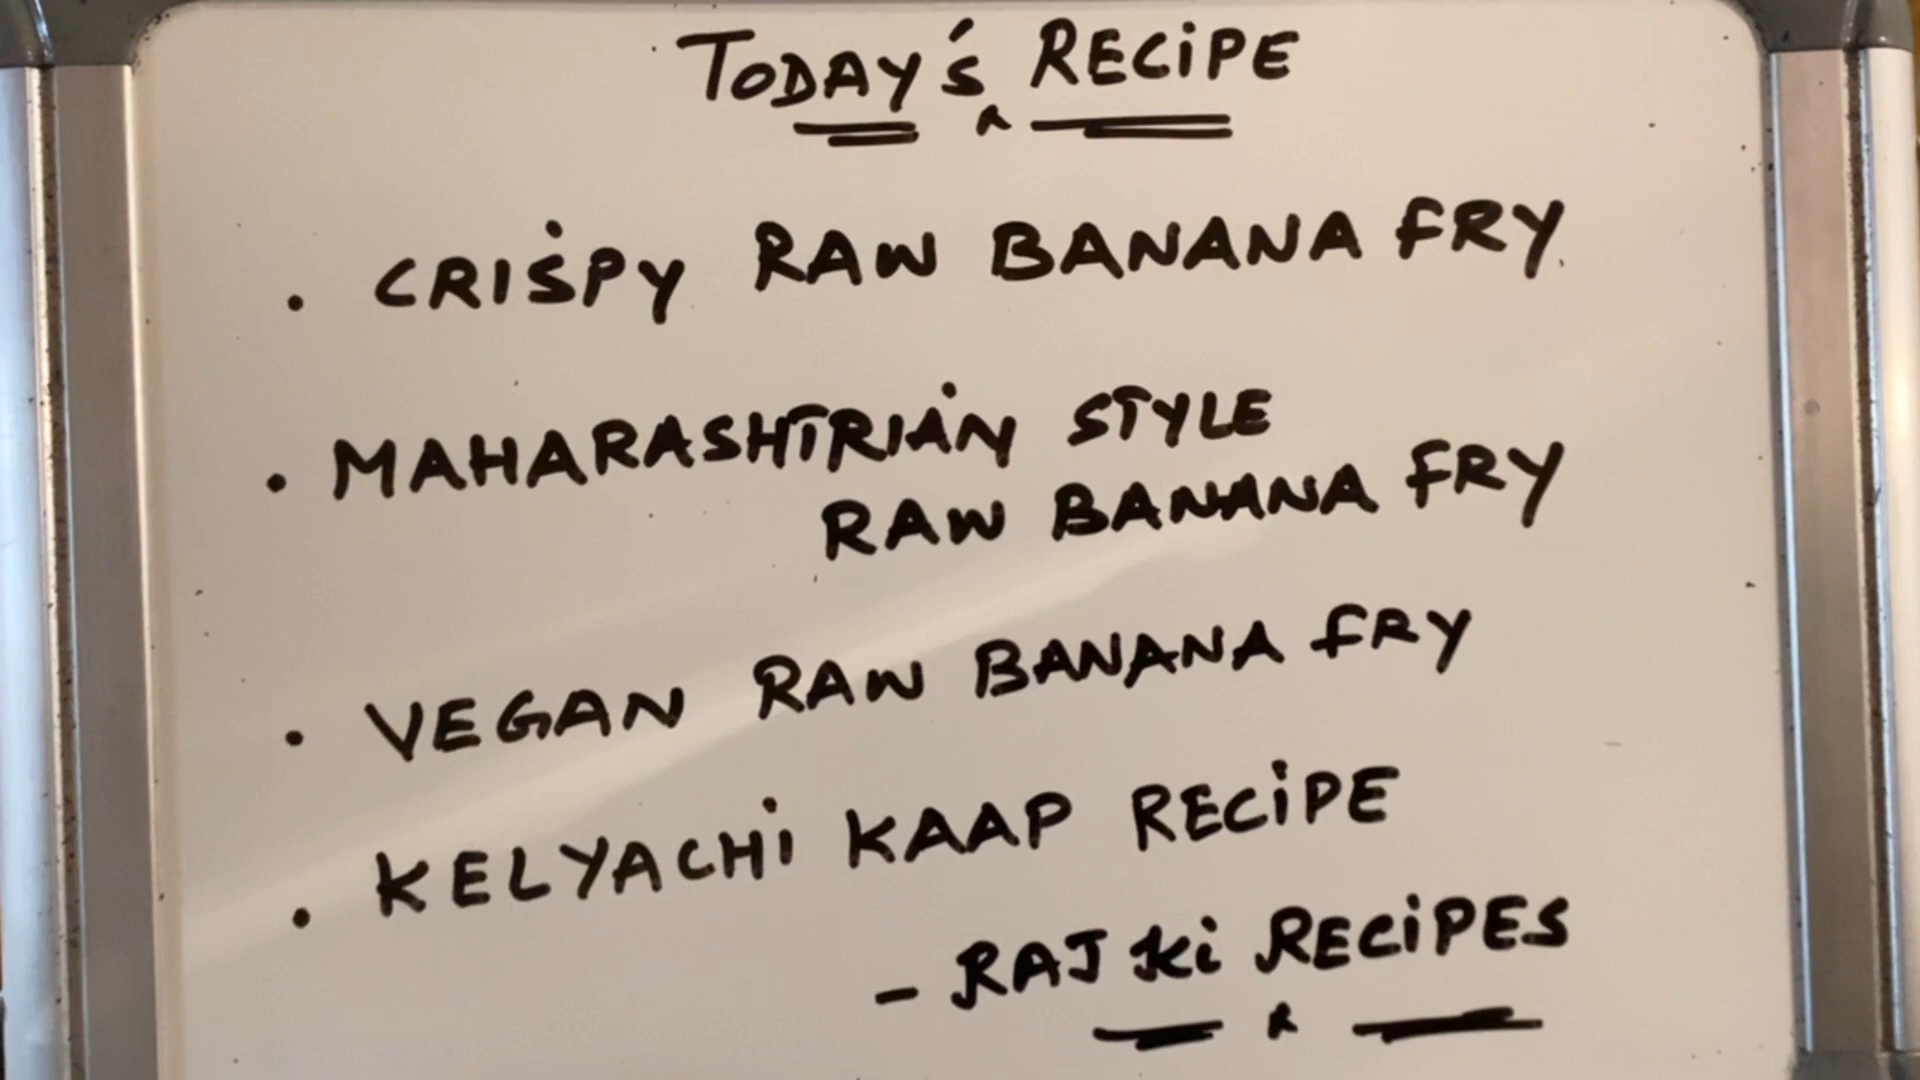 TODAY'S RECIPE
• CRISPY RAW BANANA FRY
• MAHARASHTRIAN STYLE
RAW BANANA FRY
• VEGAN RAW BANANA FRY
• KELYACHI KAAP RECIPE
- RAJ Ki RECIPES